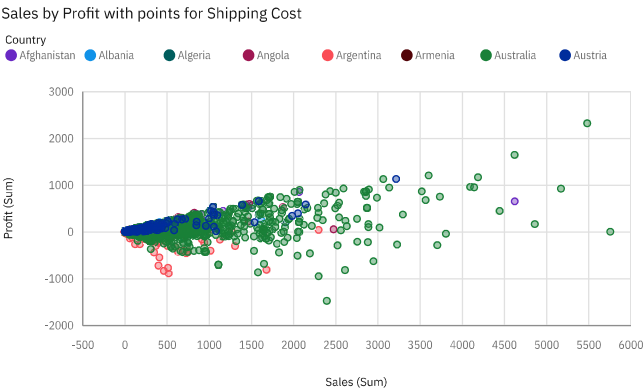 Sales by Profit with points for Shipping Cost
Country
Afghanistan Albania Algeria Angola Argentina Armenia Australia Austria
3000
2000
1000
0
-1000
-2000
Profit (Sum)
-500 0 500 1000 1500 2000 2500 3000 3500 4000 4500 5000 5500 6000
Sales (Sum)